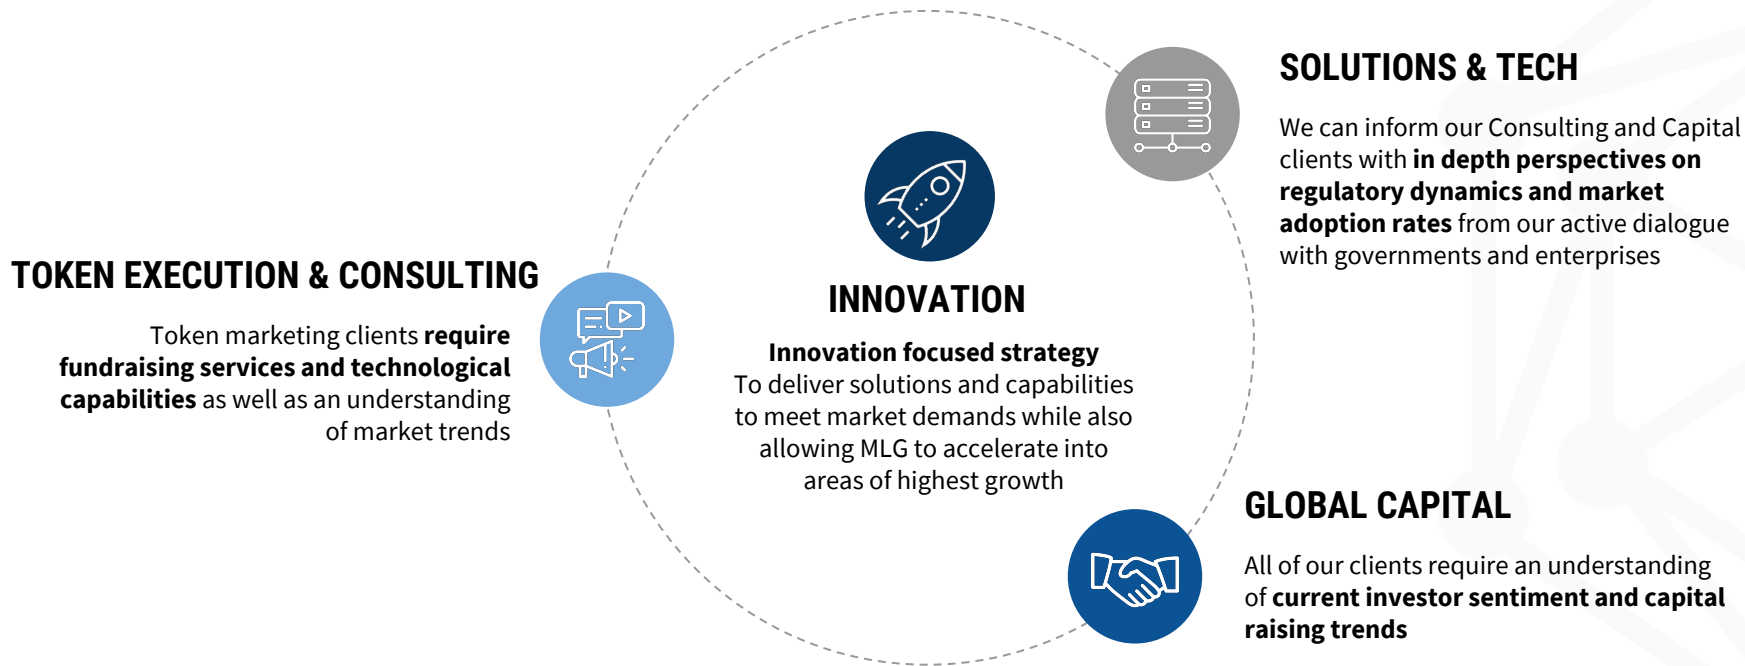 TOKEN EXECUTION & CONSULTING
Token marketing clients require
fundraising services and technological
capabilities as well as an understanding
of market trends
INNOVATION
Innovation focused strategy
To deliver solutions and capabilities
to meet market demands while also
allowing MLG to accelerate into
areas of highest growth
SOLUTIONS & TECH
We can inform our Consulting and Capital
clients with in depth perspectives on
regulatory dynamics and market
adoption rates from our active dialogue
with governments and enterprises
GLOBAL CAPITAL
All of our clients require an understanding
of current investor sentiment and capital
raising trends